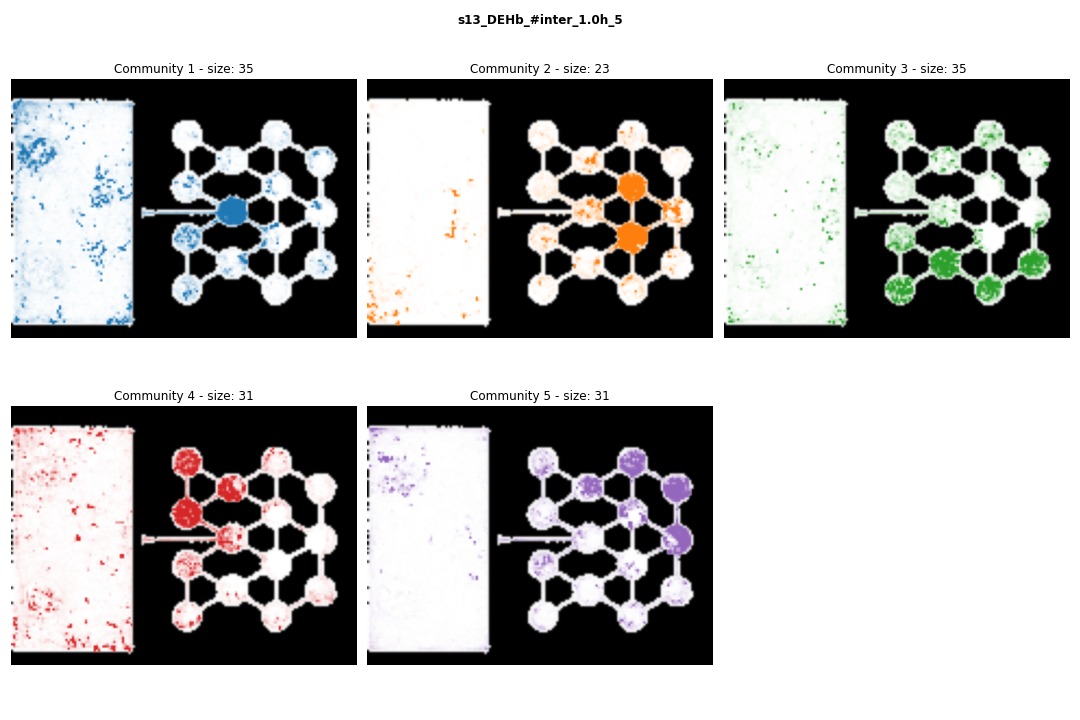 s13_DEHb_#inter_1.0h_5
Community 1 - size: 35
Community 2 - size: 23
Community 3 - size: 35
Community 4 - size: 31
Community 5 - size: 31